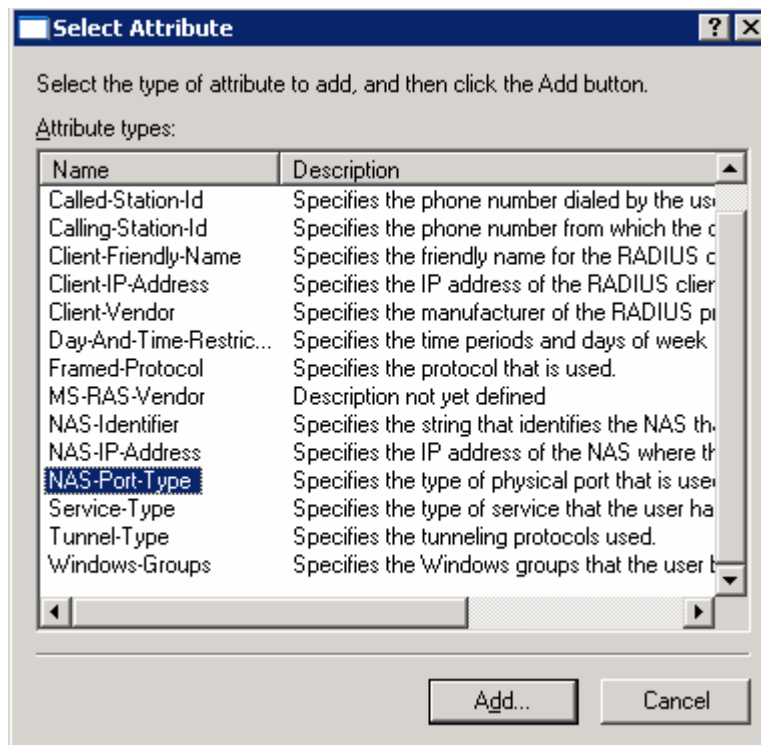 Select Attribute
Select the type of attribute to add, and then click the Add button.
Attribute types:
Name Description
Called-Station-Id Specifies the phone number dialed by the
Calling-Station-Id Specifies the phone number from which the
Client-Friendly-Name Specifies the friendly name for the RADIUS
Client-IP-Address Specifies the IP address of the RADIUS
Client-Vendor Specifies the manufacturer of the RADIUS
Day-And-Time-Restric... Specifies the time periods and days of week
Framed-Protocol Specifies the protocol that is used.
MS-RAS-Vendor Description not yet defined
NAS-Identifier Specifies the string that identifies the NAS
NAS-IP-Address Specifies the IP address of the NAS where
NAS-Port-Type Specifies the type of physical port that is
Service-Type Specifies the type of service that the user
Tunnel-Type Specifies the tunneling protocols used.
Windows-Groups Specifies the Windows groups that the user
Add... Cancel